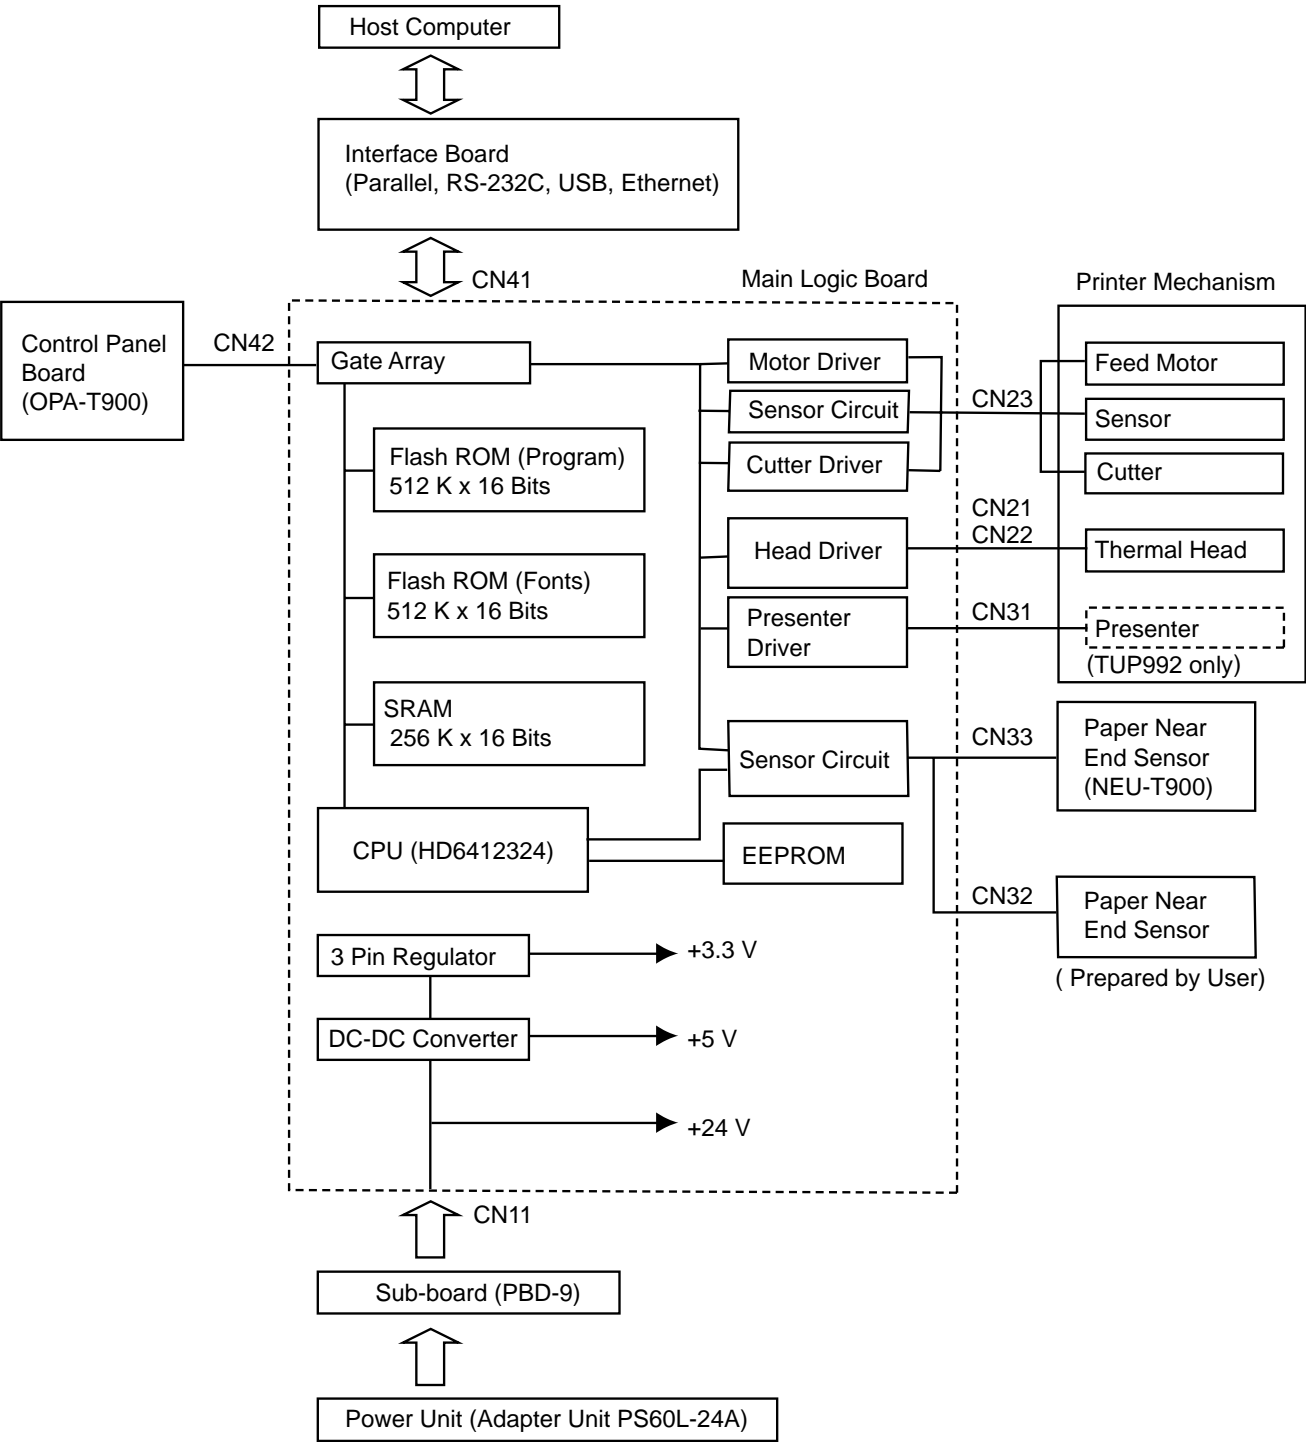 Host Computer
Interface Board
(Parallel, RS-232C, USB, Ethernet)
CN41
Main Logic Board
Printer Mechanism
Control Panel
Board
(OPA-T900)
CN42
Gate Array
Motor Driver
Feed Motor
Sensor Circuit
CN23
Sensor
Flash ROM (Program)
512 K x 16 Bits
Cutter Driver
Cutter
CN21
CN22
Head Driver
Thermal Head
Flash ROM (Fonts)
512 K x 16 Bits
Presenter
Driver
CN31
Presenter
(TUP992 only)
SRAM
256 K x 16 Bits
Sensor Circuit
CN33
Paper Near
End Sensor
(NEU-T900)
CPU (HD6412324)
EEPROM
CN32
Paper Near
End Sensor
( Prepared by User)
3 Pin Regulator
+3.3 V
DC-DC Converter
+5 V
+24 V
CN11
Sub-board (PBD-9)
Power Unit (Adapter Unit PS60L-24A)